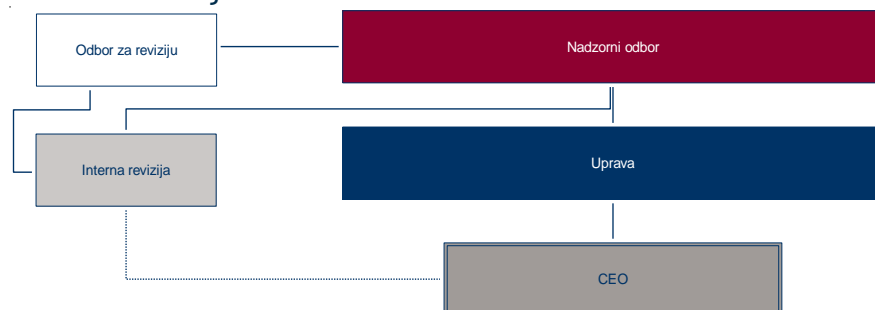 Odbor za reviziju
Nadzorni odbor
Interna revizija
Uprava
CEO